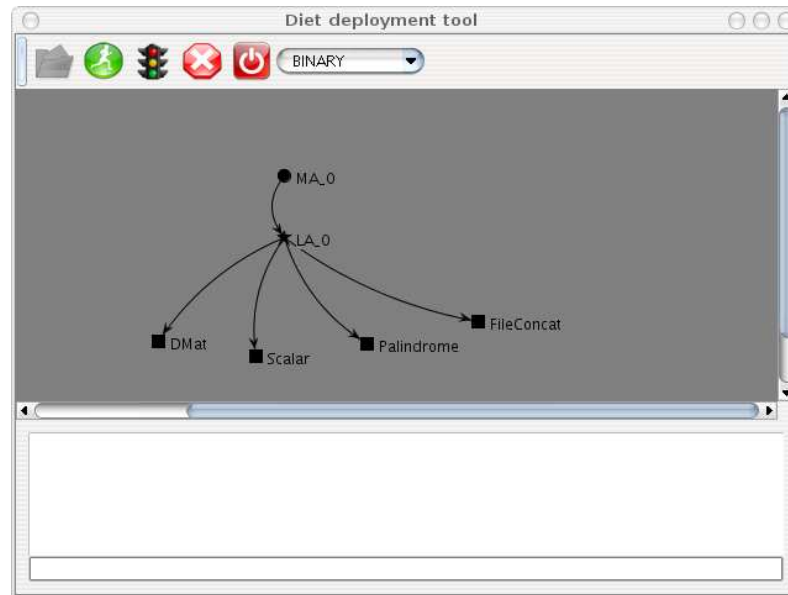 Diet deployment tool
BINARY
MA_0
LA_0
FileConcat
DMat
Palindrome
Scalar